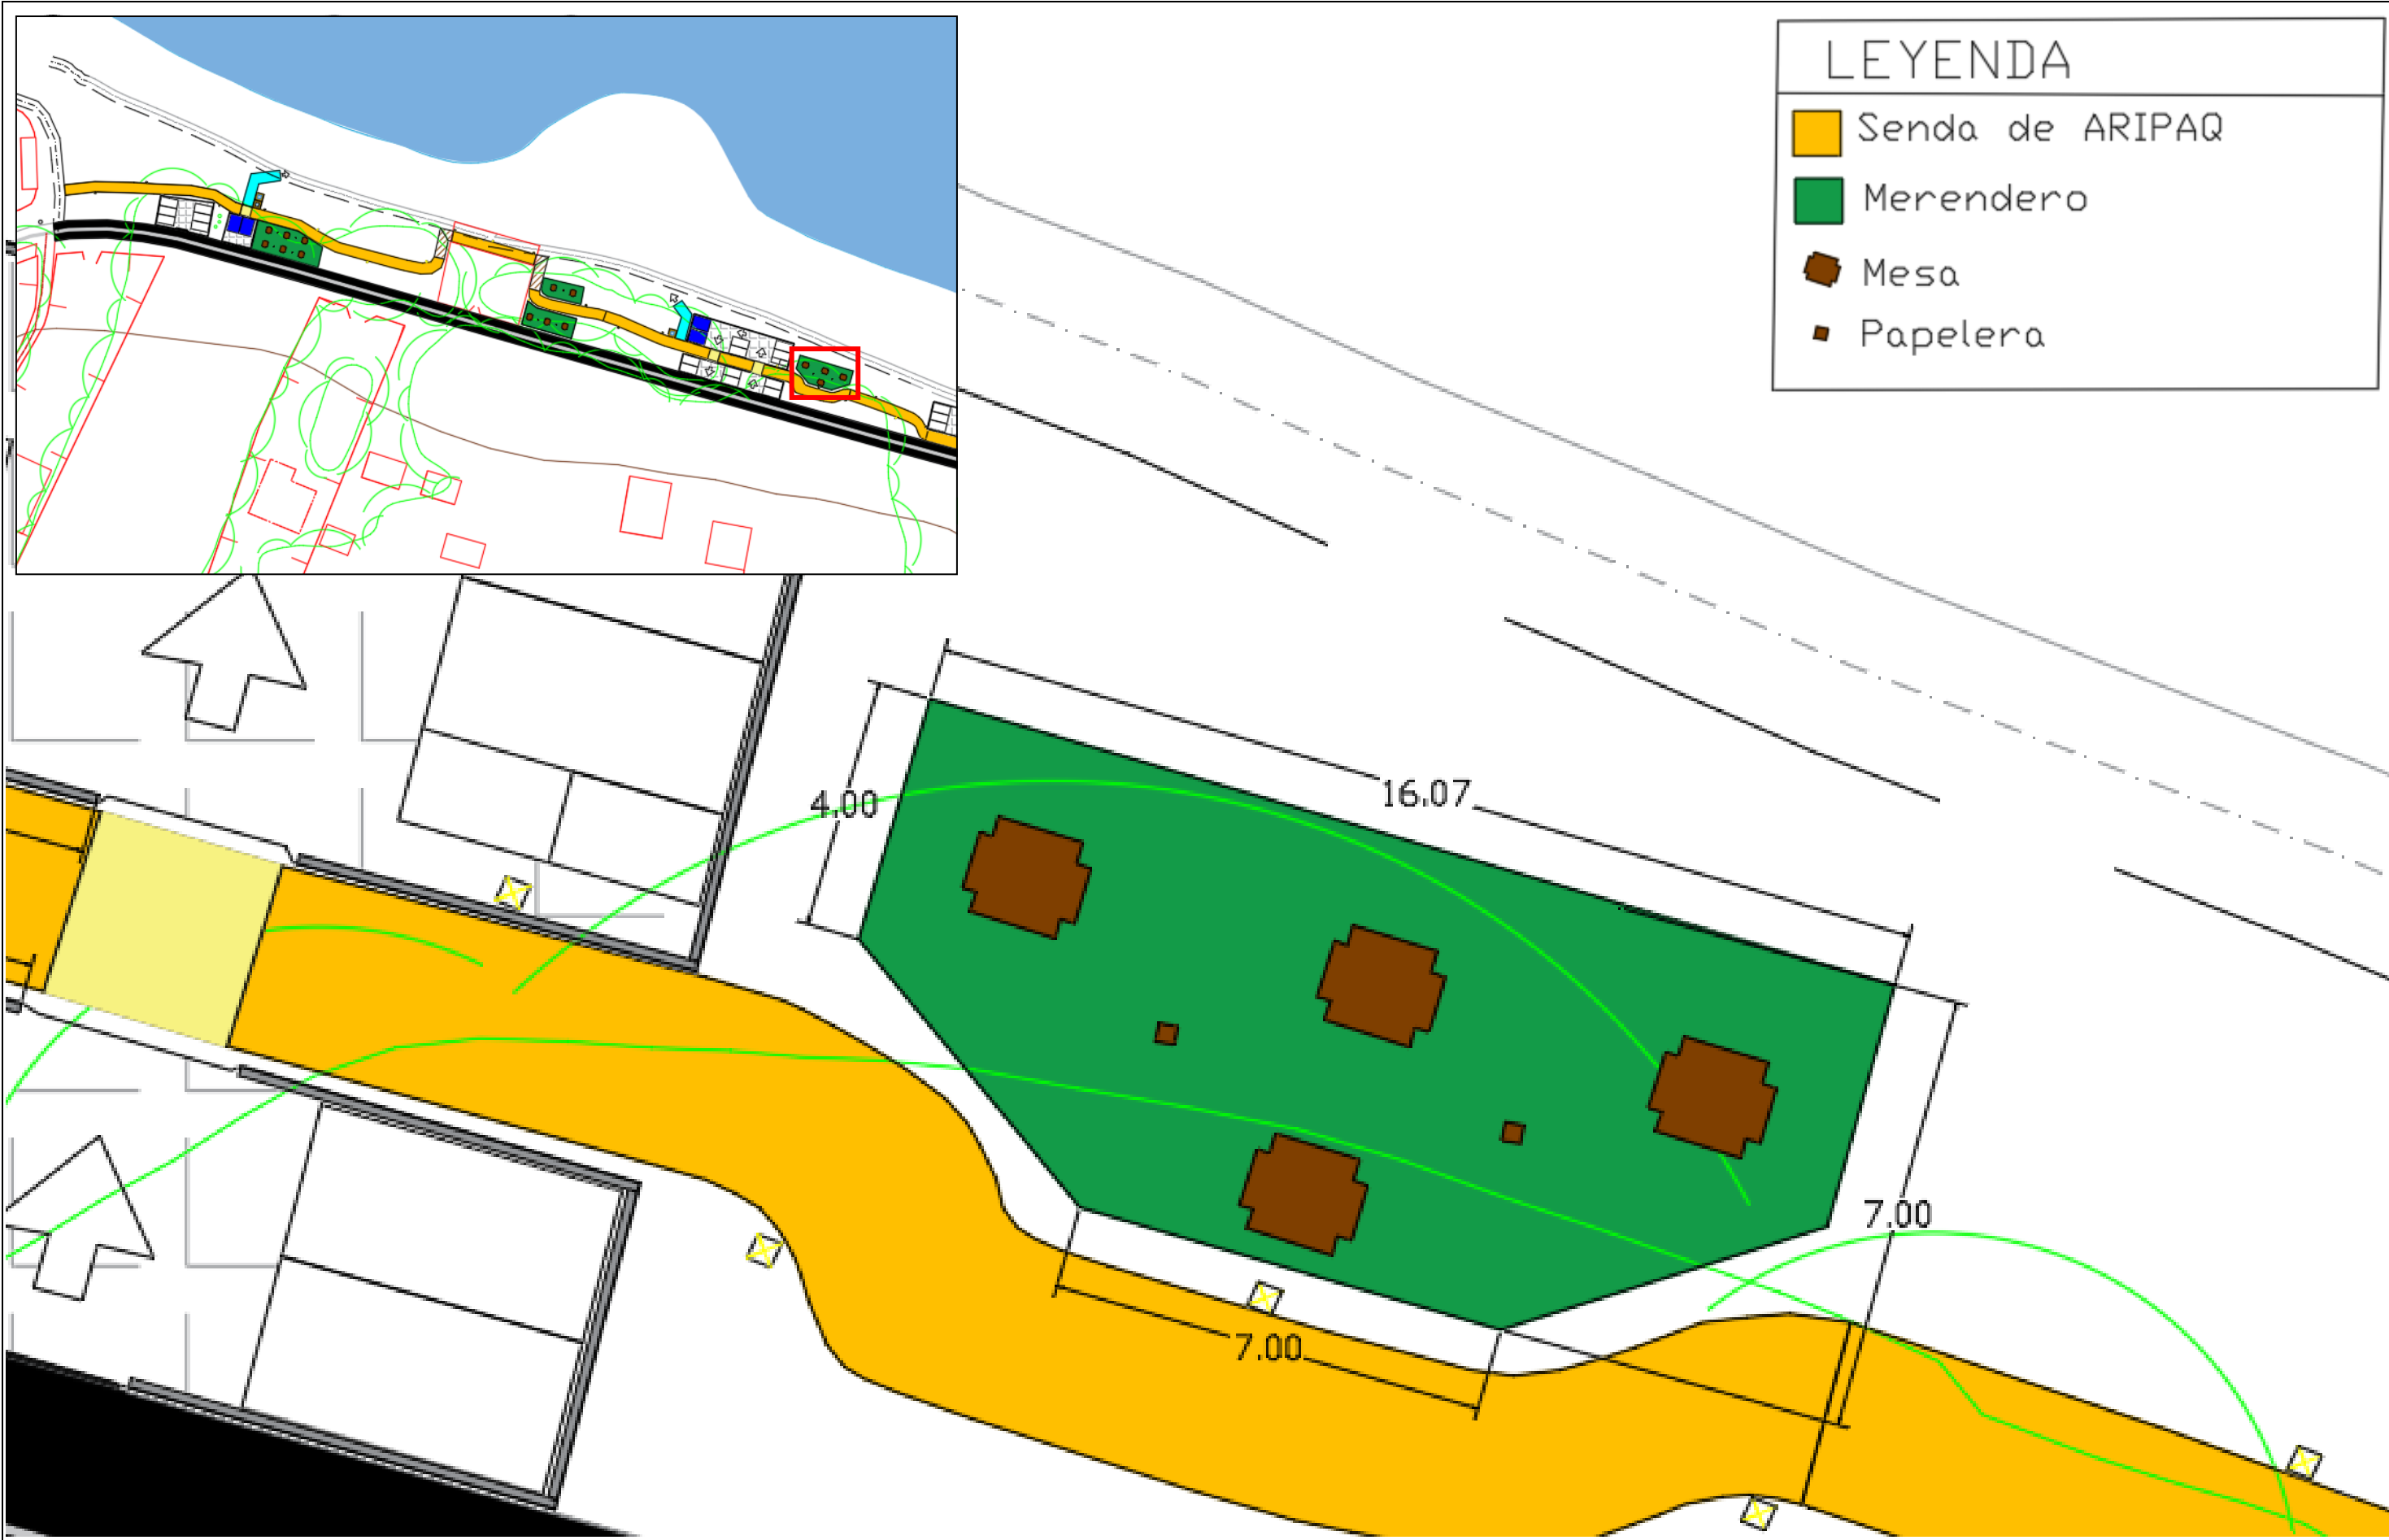 LEYENDA
Senda de ARIPAQ
Merendero
Mesa
Papelera
16.07
4.00
7.00
7.00